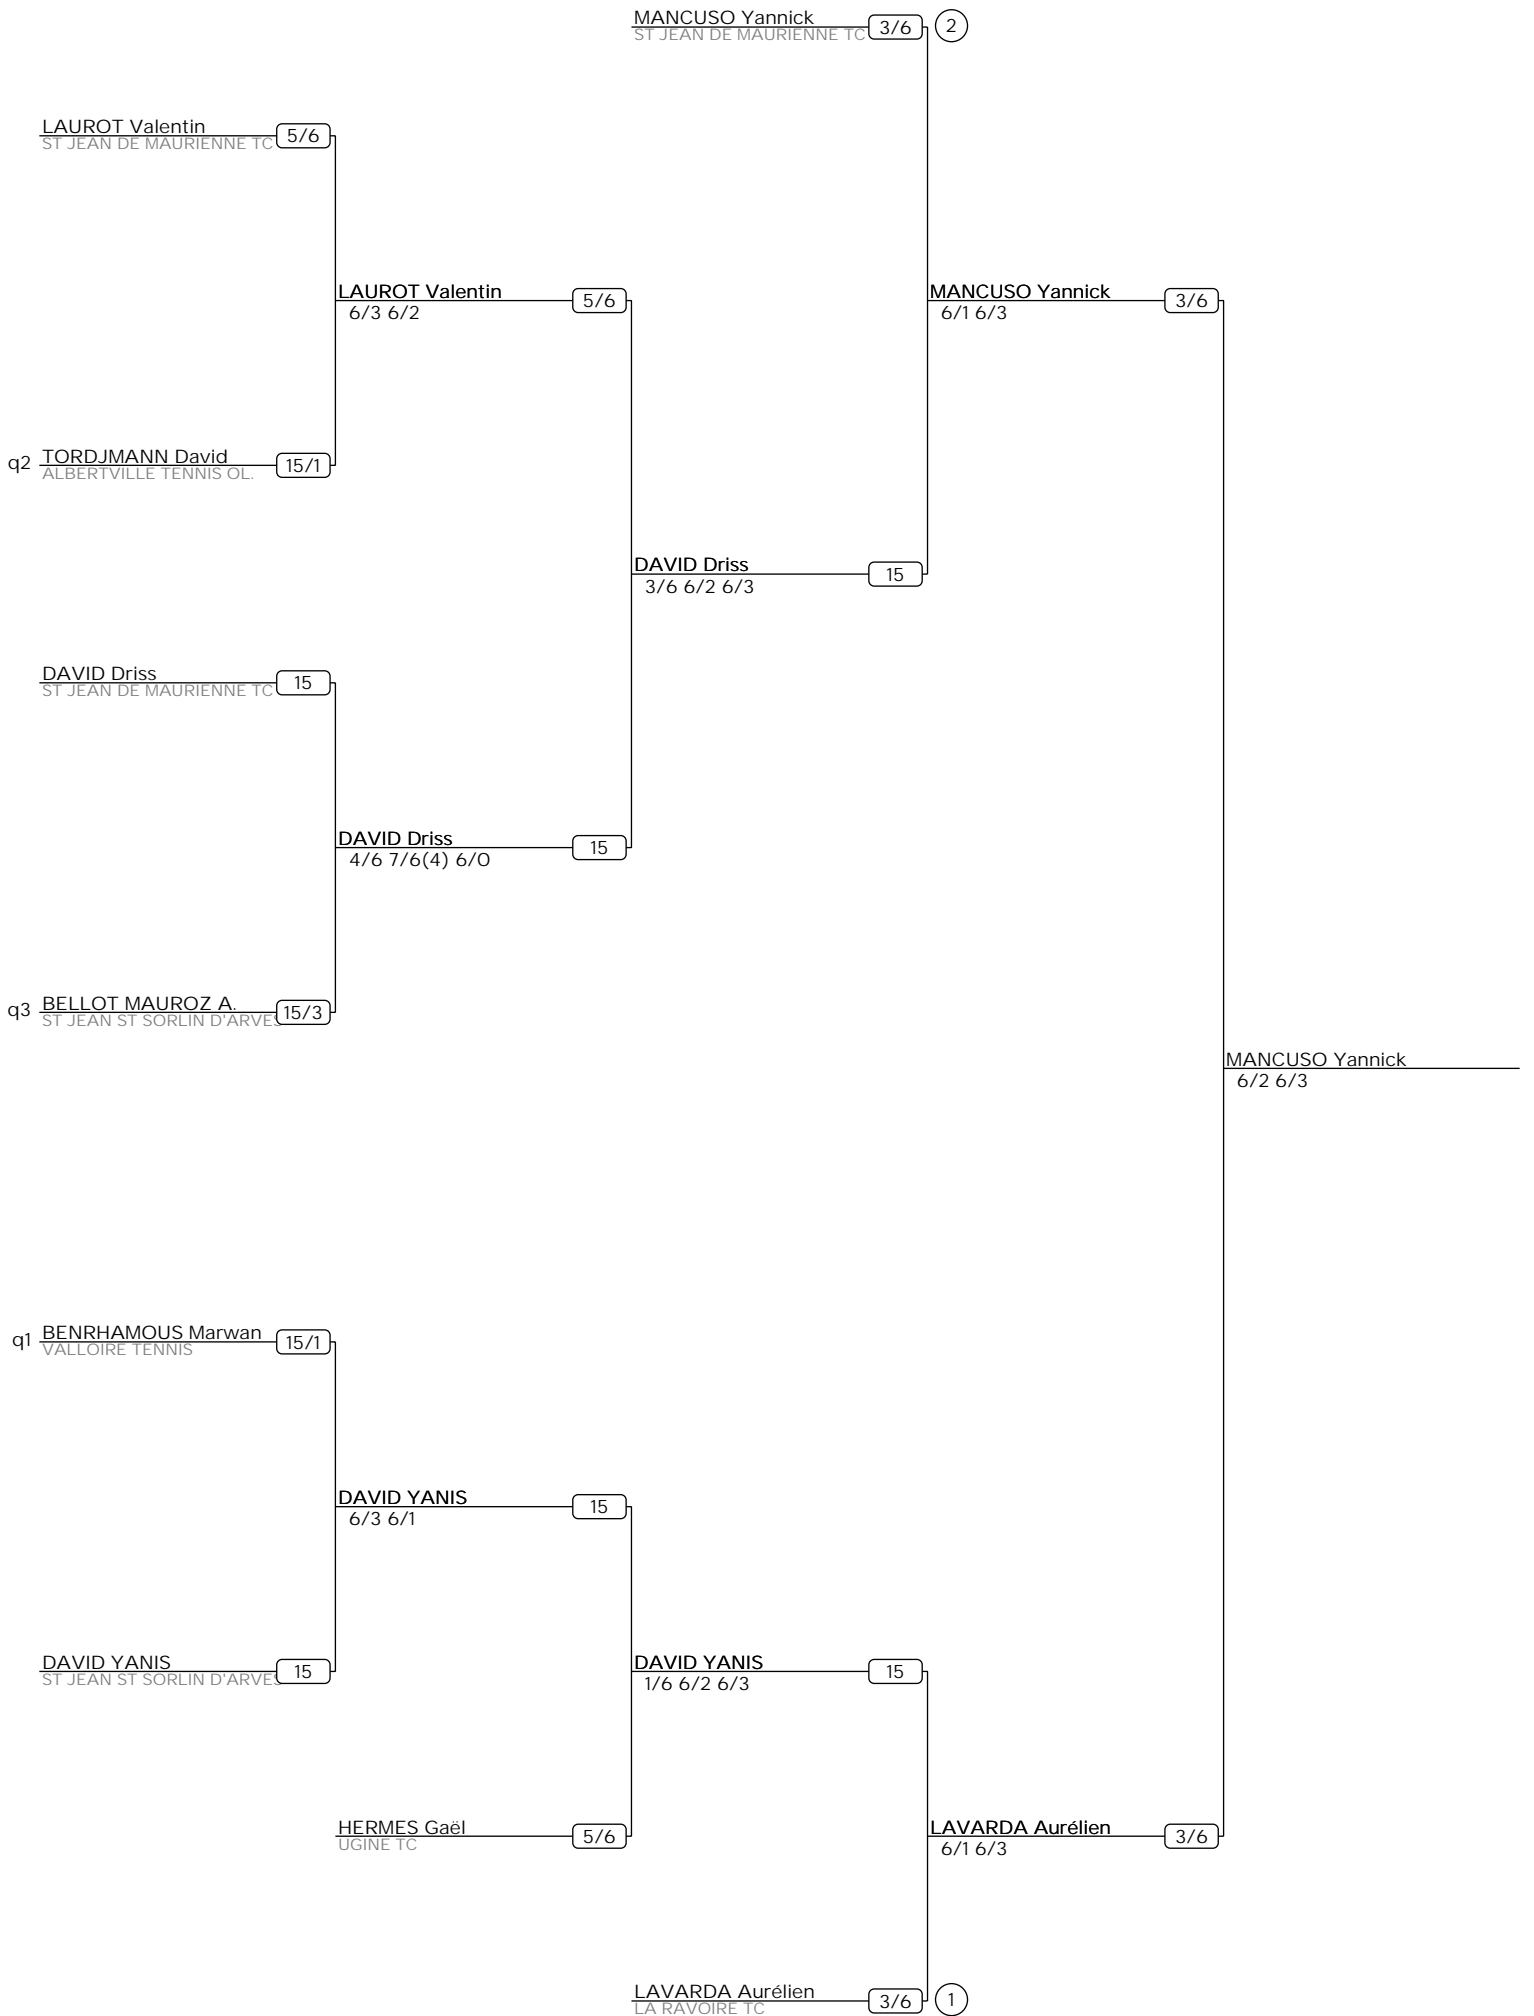 MANCUSO Yannick
3/6
2
ST JEAN DE MAURIENNE TC
LAUROT Valentin
5/6
ST JEAN DE MAURIENNE TC
LAUROT Valentin
5/6
6/3 6/2
MANCUSO Yannick
3/6
6/1 6/3
q2
TORDJMANN David
15/1
ALBERTVILLE TENNIS OL.
DAVID Driss
15
3/6 6/2 6/3
DAVID Driss
15
ST JEAN DE MAURIENNE TC
DAVID Driss
15
4/6 7/6(4) 6/0
q3
BELLOT MAUROZ A.
15/3
ST JEAN ST SORLIN D'ARVES
MANCUSO Yannick
6/2 6/3
q1
BENRHAMOUS Marwan
15/1
VALLOIRE TENNIS
DAVID YANIS
15
6/3 6/1
DAVID YANIS
15
ST JEAN ST SORLIN D'ARVES
DAVID YANIS
15
1/6 6/2 6/3
HERMES Gaël
5/6
UGINE TC
LAVARDA Aurélien
3/6
6/1 6/3
LAVARDA Aurélien
3/6
1
LA RAVOIRE TC